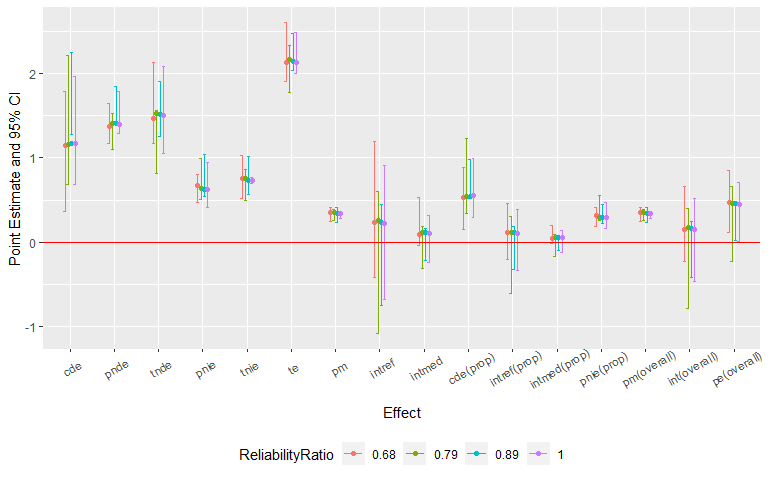 Point Estimate and 95% CI
2
1
0
-1
cde
pnde
tnde
pnie
tnie
te
pm
intref
intmed
cde(prop)
intref(prop)
intmed(prop)
pnie(prop)
pm(overall)
int(overall)
pe(overall)
Effect
ReliabilityRatio 0.68 0.79 0.89 1